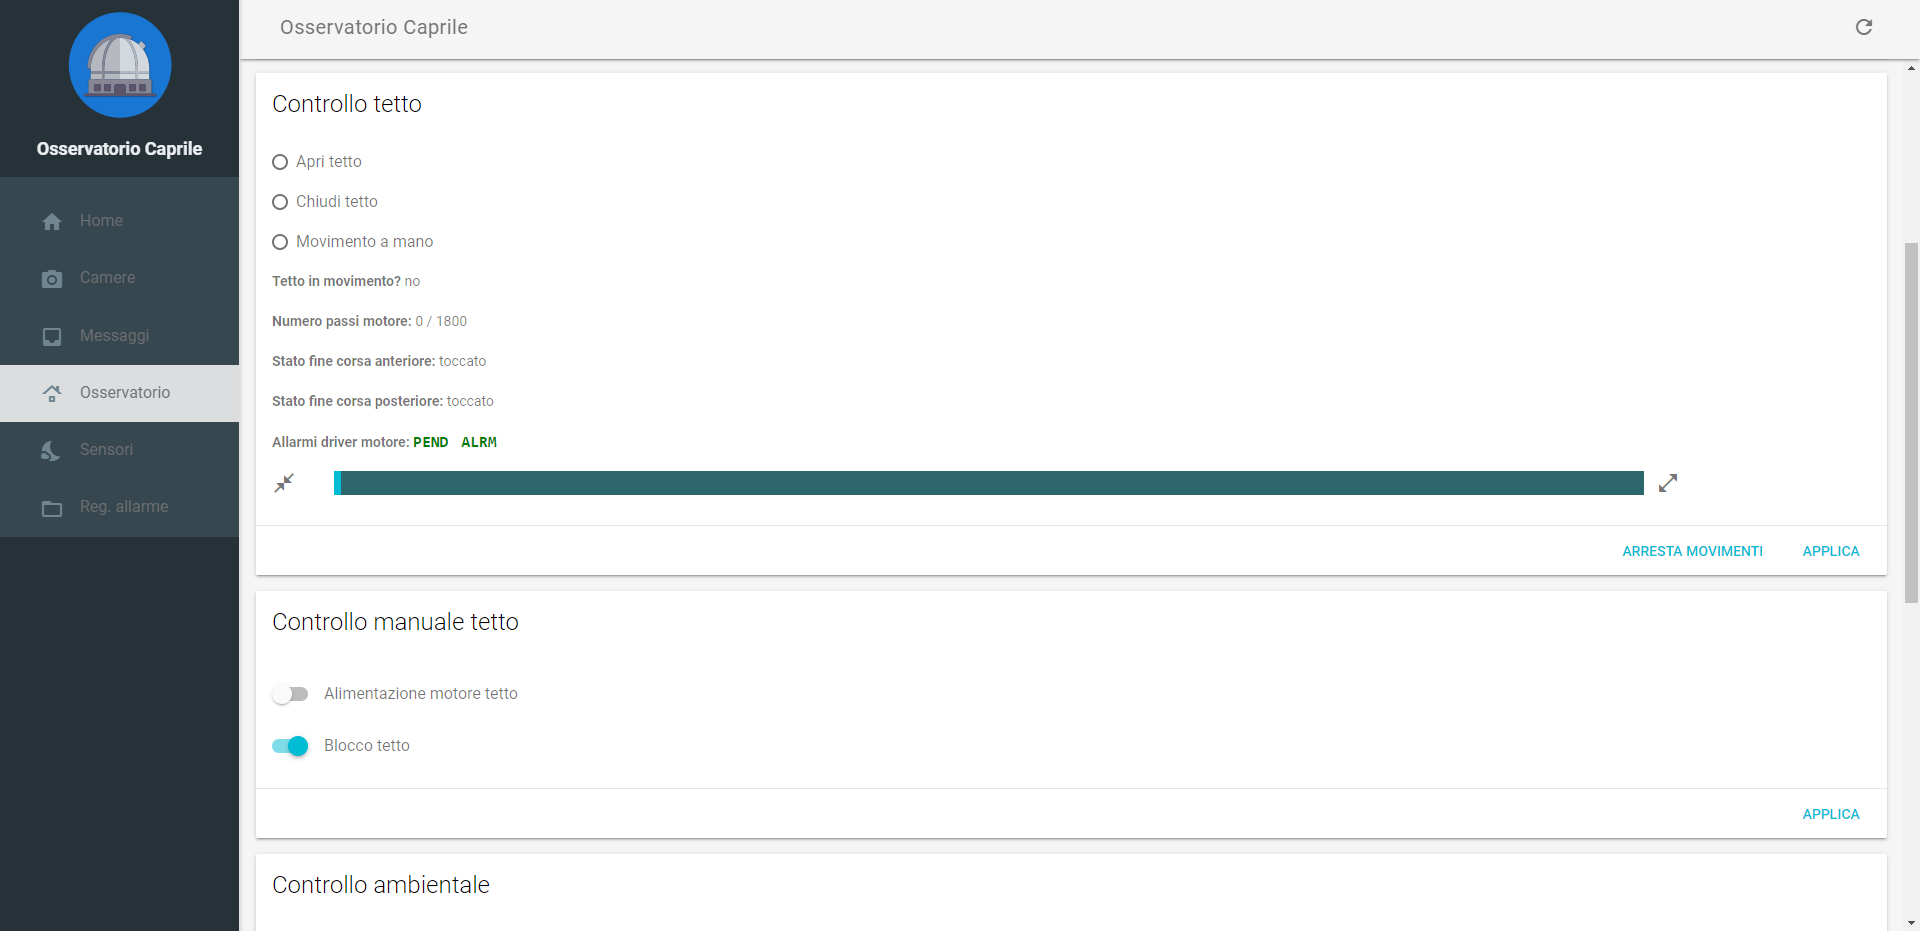 Osservatorio Caprile
Home
Camere
Messaggi
Osservatorio
Sensori
Reg. allarme
Osservatorio Caprile
Controllo tetto
Apri tetto
Chiudi tetto
Movimento a mano
Tetto in movimento? no
Numero passi motore: 0 / 1800
Stato fine corsa anteriore: toccato
Stato fine corsa posteriore: toccato
Allarmi driver motore: PEND ALRM
ARRESTA MOVIMENTI APPLICA
Controllo manuale tetto
Alimentazione motore tetto
Blocco tetto
APPLICA
Controllo ambientale